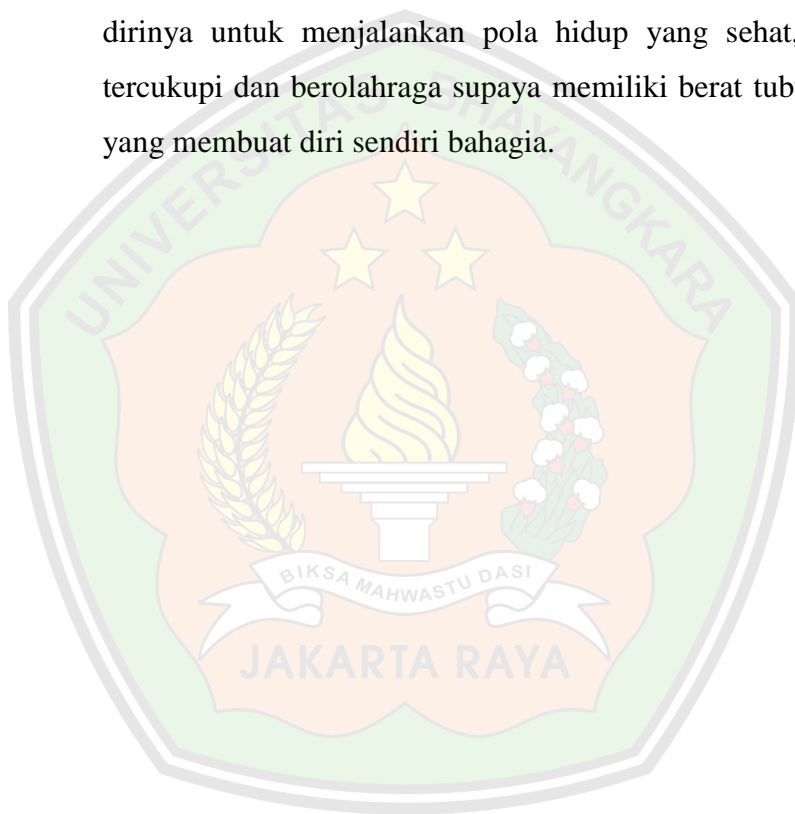 dirinya untuk menjalankan pola hidup yang sehat,
tercukupi dan berolahraga supaya memiliki berat
yang membuat diri sendiri bahagia.
UNIVERSITAS BHAYANGKARA
BIKSA MAHWASTU DASI
JAKARTA RAYA